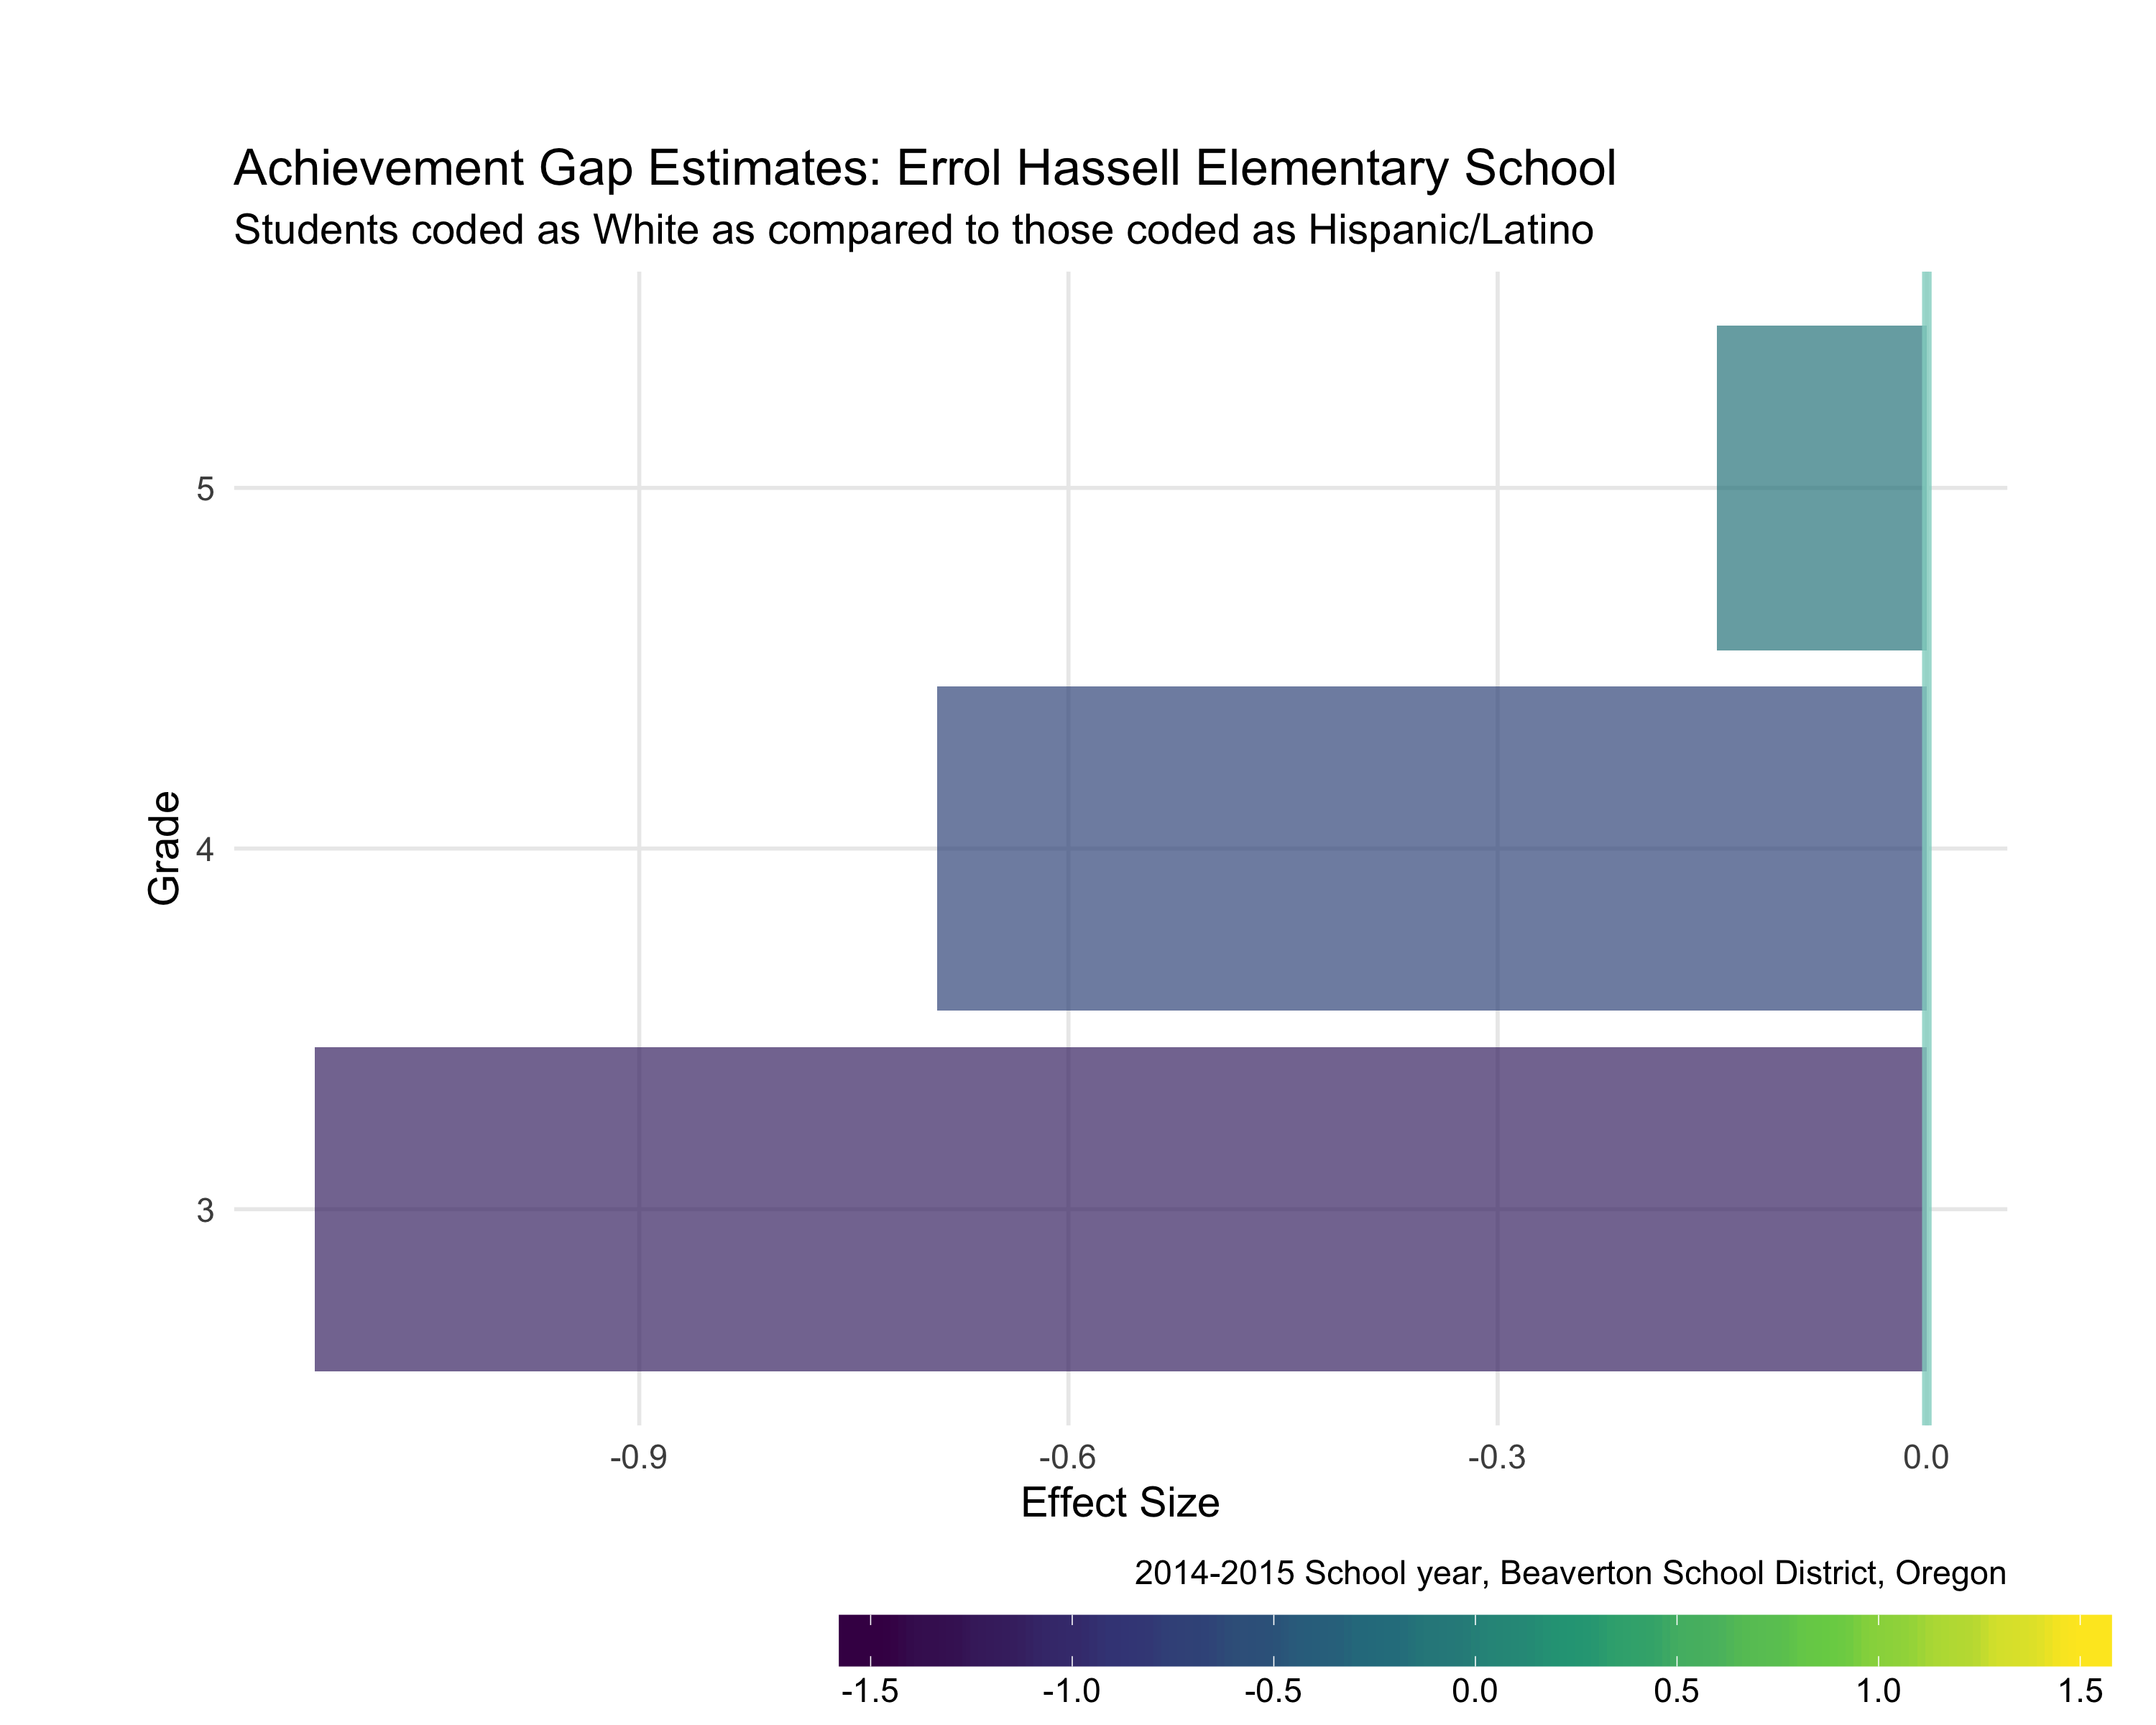 Achievement Gap Estimates: Errol Hassell Elementary School
Students coded as White as compared to those coded as Hispanic/Latino
5
4
3
Grade
-0.9 -0.6 -0.3 0.0
Effect Size
2014-2015 School year, Beaverton School District, Oregon
-1.5 -1.0 -0.5 0.0 0.5 1.0 1.5